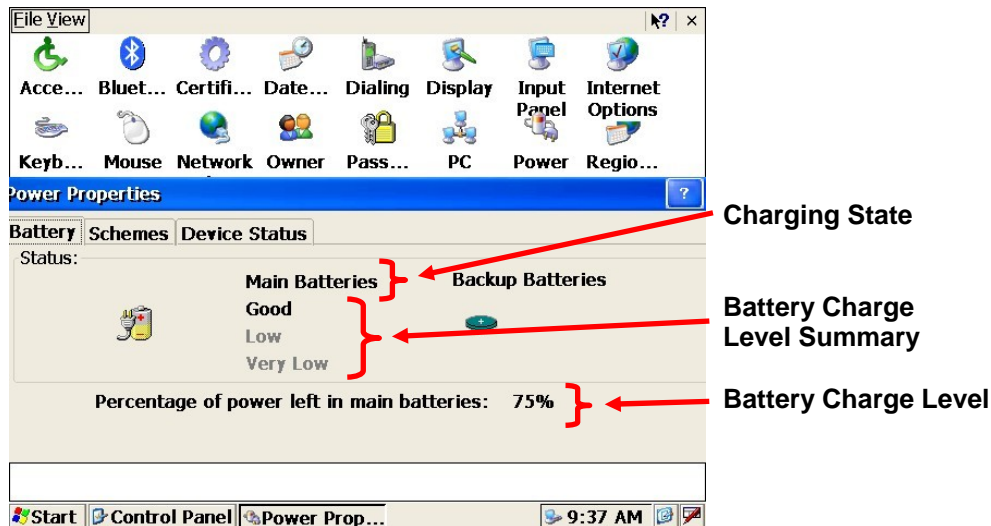 File View
? ×
Acce... Bluet... Certifi... Date... Dialing Display Input Panel Internet Options
Keyb... Mouse Network Owner Pass... PC Power Regio...
Power Properties ?
Battery Schemes Device Status
Status:
Main Batteries Backup Batteries
Good
Low
Very Low
Percentage of power left in main batteries: 75%
Start Control Panel Power Prop... 9:37 AM
Charging State
Battery Charge
Level Summary
Battery Charge Level